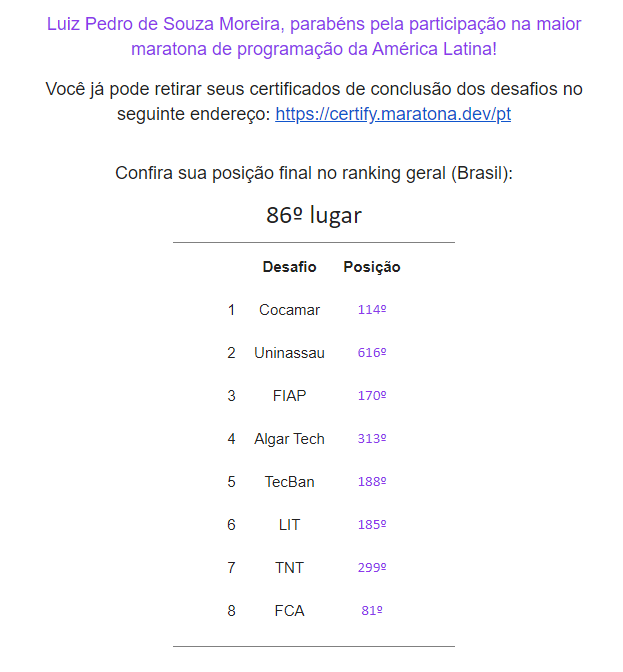 Luiz Pedro de Souza Moreira, parabéns pela participação na maior
maratona de programação da América Latina!
Você já pode retirar seus certificados de conclusão dos desafios no
seguinte endereço: https://certify.maratona.dev/pt
Confira sua posição final no ranking geral (Brasil):
86º lugar
Desafio Posição
1 Cocamar 114º
2 Uninassau 616º
3 FIAP 170º
4 Algar Tech 313º
5 TecBan 188º
6 LIT 185º
7 TNT 299º
8 FCA 81º